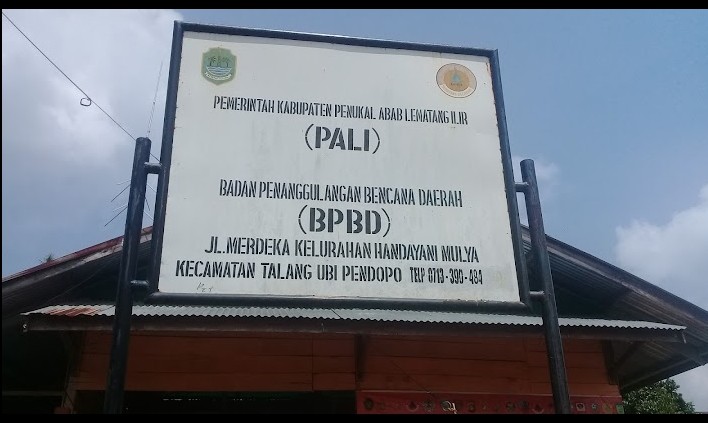 PEMERINTAH KABUPATEN PENUKAL ABAB LEMATANG ILIR
(PALI)
BADAN PENANGGULANGAN BENCANA DAERAH
(BPBD)
JL.MERDEKA KELURAHAN HANDAYANI MULYA
KECAMATAN TALANG UBI PENDOPO TELP 0713-390-484